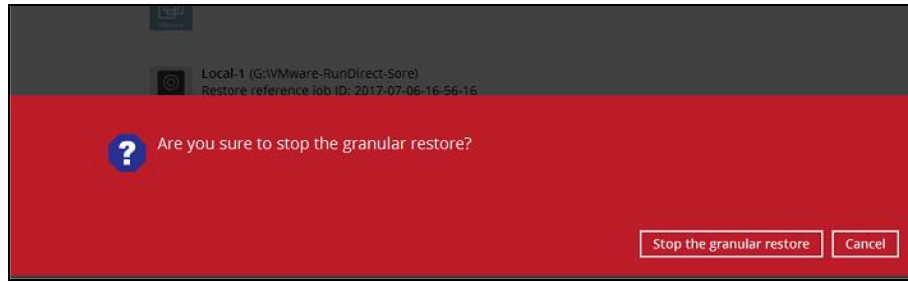 Local-1 (G:\VMware-RunDirect-Sore)
Restore reference job ID: 2017-07-06-16-56-16
Are you sure to stop the granular restore?
Stop the granular restore
Cancel